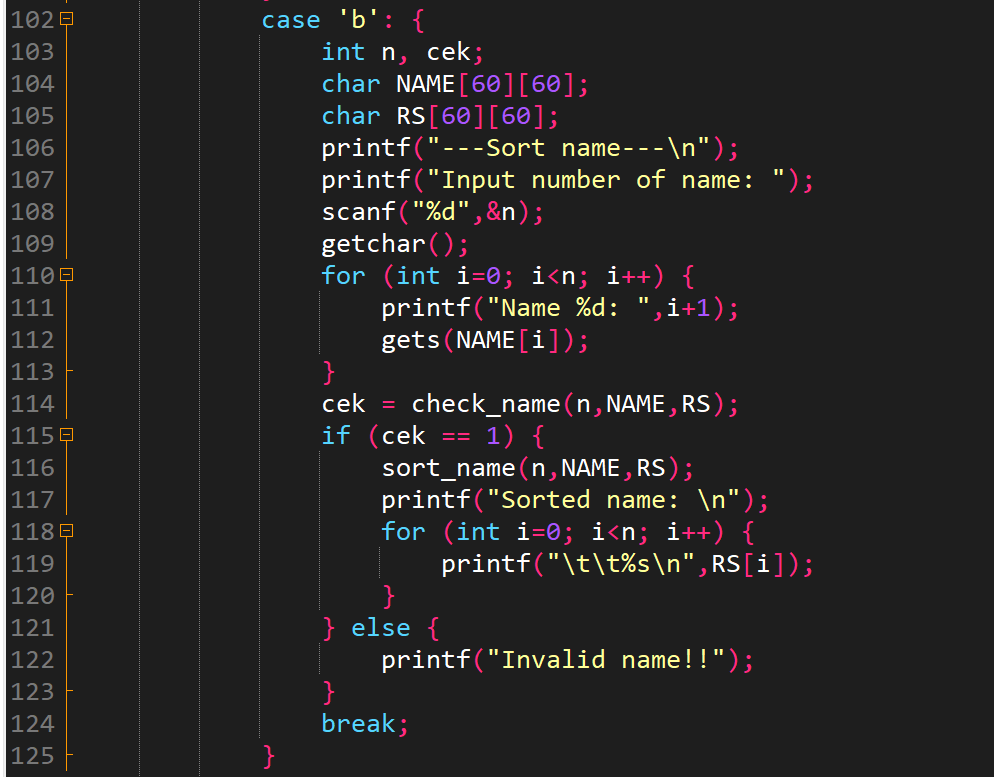 102 case 'b': {
103 int n, cek;
104 char NAME[60][60];
105 char RS[60][60];
106 printf("---Sort name---\n");
107 printf("Input number of name: ");
108 scanf("%d",&n);
109 getchar();
110 for (int i=0; i<n; i++) {
111 printf("Name %d: ",i+1);
112 gets(NAME[i]);
113 }
114 cek = check_name(n,NAME,RS);
115 if (cek == 1) {
116 sort_name(n,NAME,RS);
117 printf("Sorted name: \n");
118 for (int i=0; i<n; i++) {
119 printf("\t\t%s\n",RS[i]);
120 }
121 } else {
122 printf("Invalid name!!");
123 }
124 break;
125 }